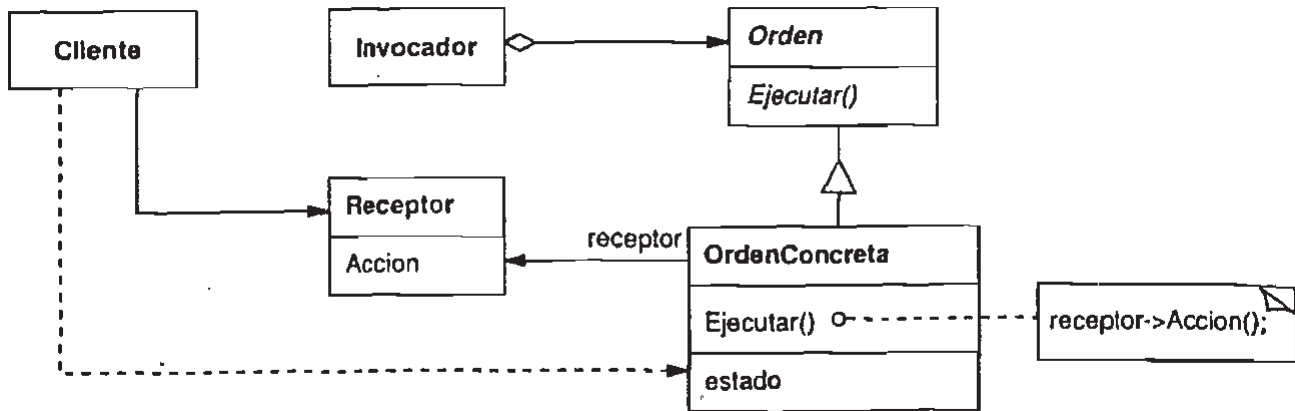 Cliente
Invocador
Orden
Ejecutar()
Receptor
Accion
receptor
OrdenConcreta
Ejecutar()
estado
receptor->Accion();